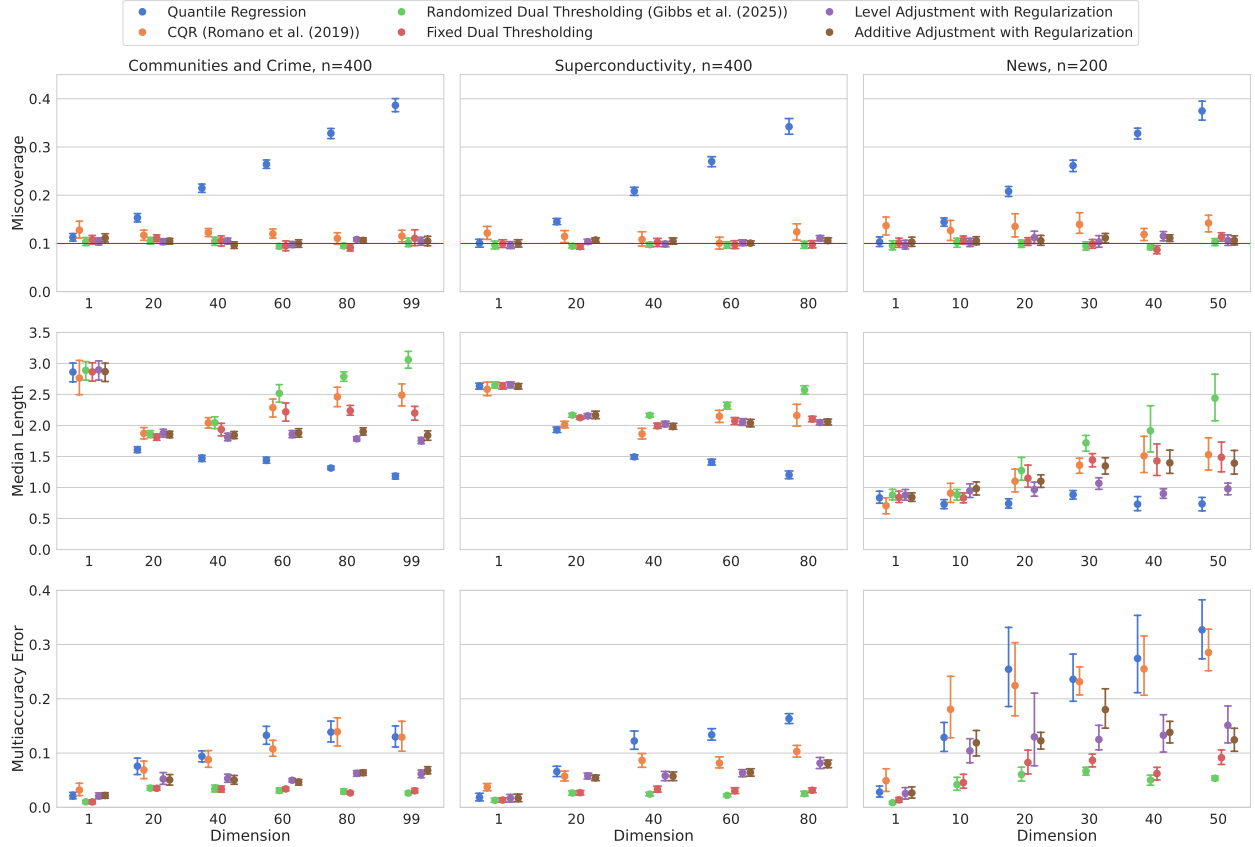 Quantile Regression
CQR (Romano et al. (2019))
Randomized Dual Thresholding (Gibbs et al. (2025))
Fixed Dual Thresholding
Level Adjustment with Regularization
Additive Adjustment with Regularization
Communities and Crime, n=400
Superconductivity, n=400
News, n=200
Miscoverage
0.4
0.3
0.2
0.1
0.0
1 20 40 60 80 99
1 20 40 60 80
1 10 20 30 40 50
Median Length
3.5
3.0
2.5
2.0
1.5
1.0
0.5
0.0
1 20 40 60 80 99
1 20 40 60 80
1 10 20 30 40 50
Multiaccuracy Error
0.4
0.3
0.2
0.1
0.0
1 20 40 60 80 99
1 20 40 60 80
1 10 20 30 40 50
Dimension
Dimension
Dimension